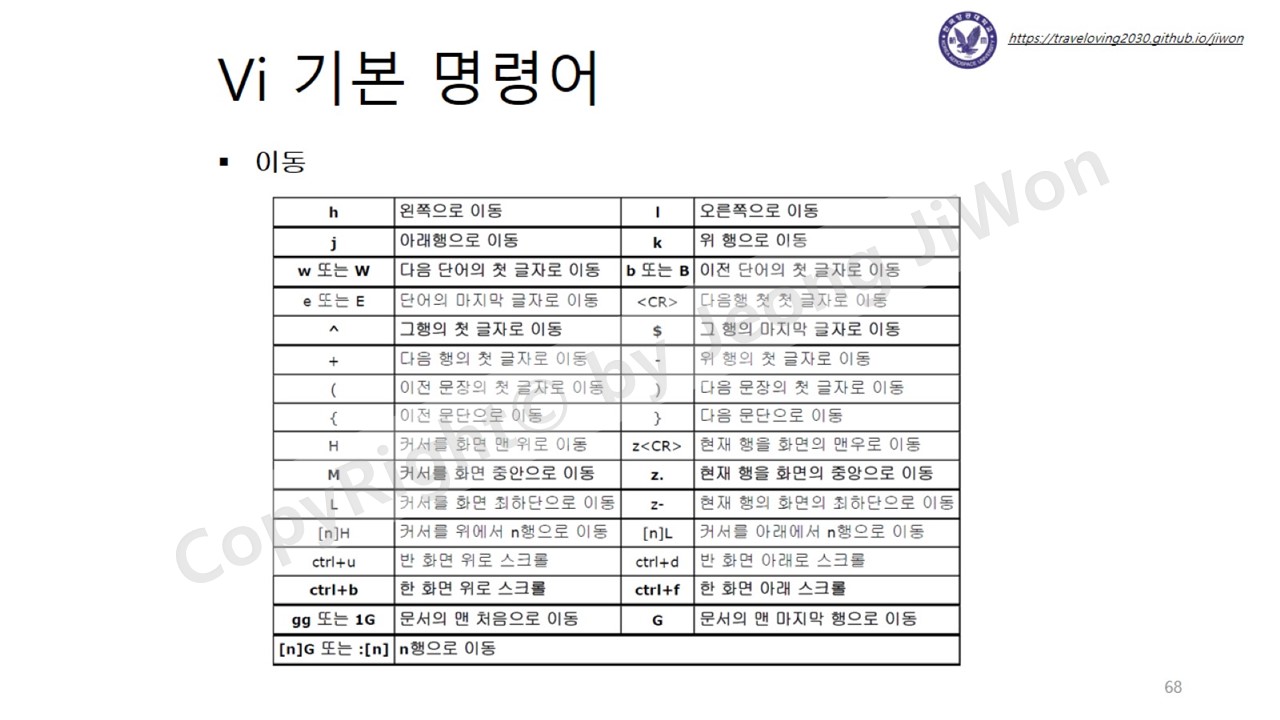 https://traveloving2030.github.io/jiwon
Vi 기본 명령어
▪ 이동
h 왼쪽으로 이동 l 오른쪽으로 이동
j 아래행으로 이동 k 위 행으로 이동
w 또는 W 다음 단어의 첫 글자로 이동 b 또는 B 이전 단어의 첫 글자로 이동
e 또는 E 단어의 마지막 글자로 이동 <CR> 다음행 첫 첫 글자로 이동
^ 그행의 첫 글자로 이동 $ 그 행의 마지막 글자로 이동
+ 다음 행의 첫 글자로 이동 - 위 행의 첫 글자로 이동
( 이전 문장의 첫 글자로 이동 ) 다음 문장의 첫 글자로 이동
{ 이전 문단으로 이동 } 다음 문단으로 이동
H 커서를 화면 맨 위로 이동 z<CR> 현재 행을 화면의 맨우로 이동
M 커서를 화면 중안으로 이동 z. 현재 행을 화면의 중앙으로 이동
L 커서를 화면 최하단으로 이동 z- 현재 행의 화면의 최하단으로 이동
[n]H 커서를 위에서 n행으로 이동 [n]L 커서를 아래에서 n행으로 이동
ctrl+u 반 화면 위로 스크롤 ctrl+d 반 화면 아래로 스크롤
ctrl+b 한 화면 위로 스크롤 ctrl+f 한 화면 아래 스크롤
gg 또는 1G 문서의 맨 처음으로 이동 G 문서의 맨 마지막 행으로 이동
[n]G 또는 :[n] n행으로 이동
CopyRight© by Jeong JiWon
68